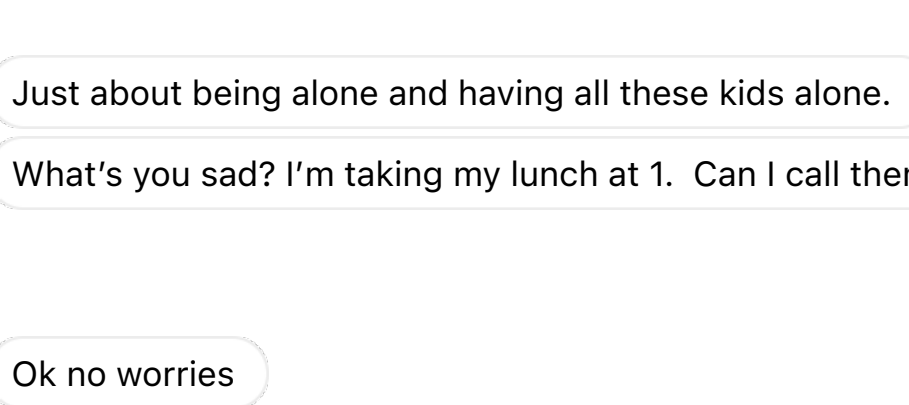 Just about being alone and having all these kids alone.
What’s you sad? I’m taking my lunch at 1.  Can I call
Ok no worries